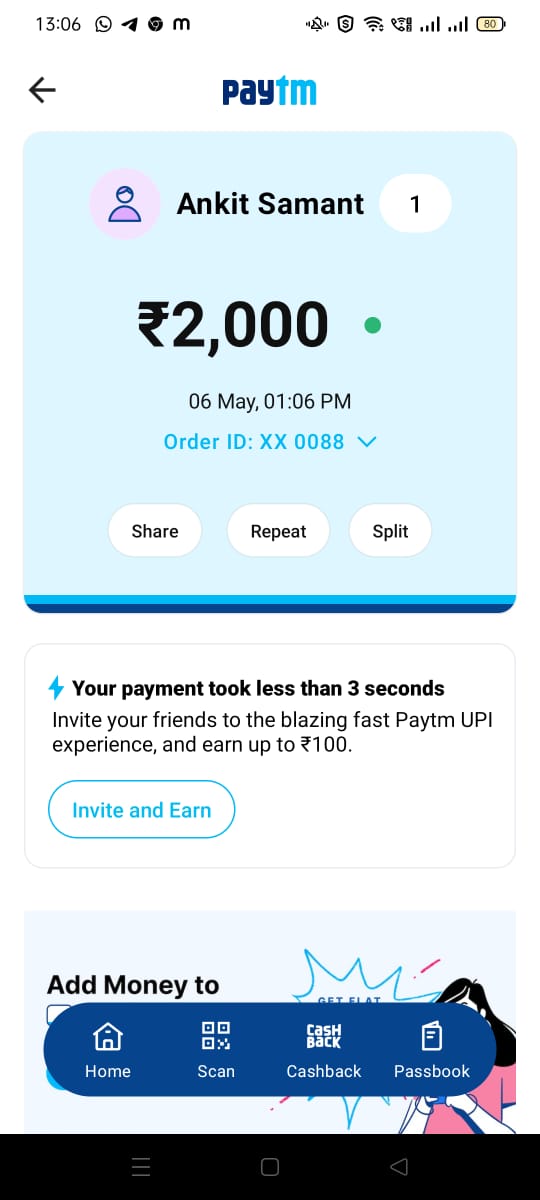 13:06
80
paytm
Ankit Samant 1
₹2,000
06 May, 01:06 PM
Order ID: XX 0088
Share Repeat Split
Your payment took less than 3 seconds
Invite your friends to the blazing fast Paytm UPI
experience, and earn up to ₹100.
Invite and Earn
Add Money to
GET FLAT
CASH
BACK
Home Scan Cashback Passbook